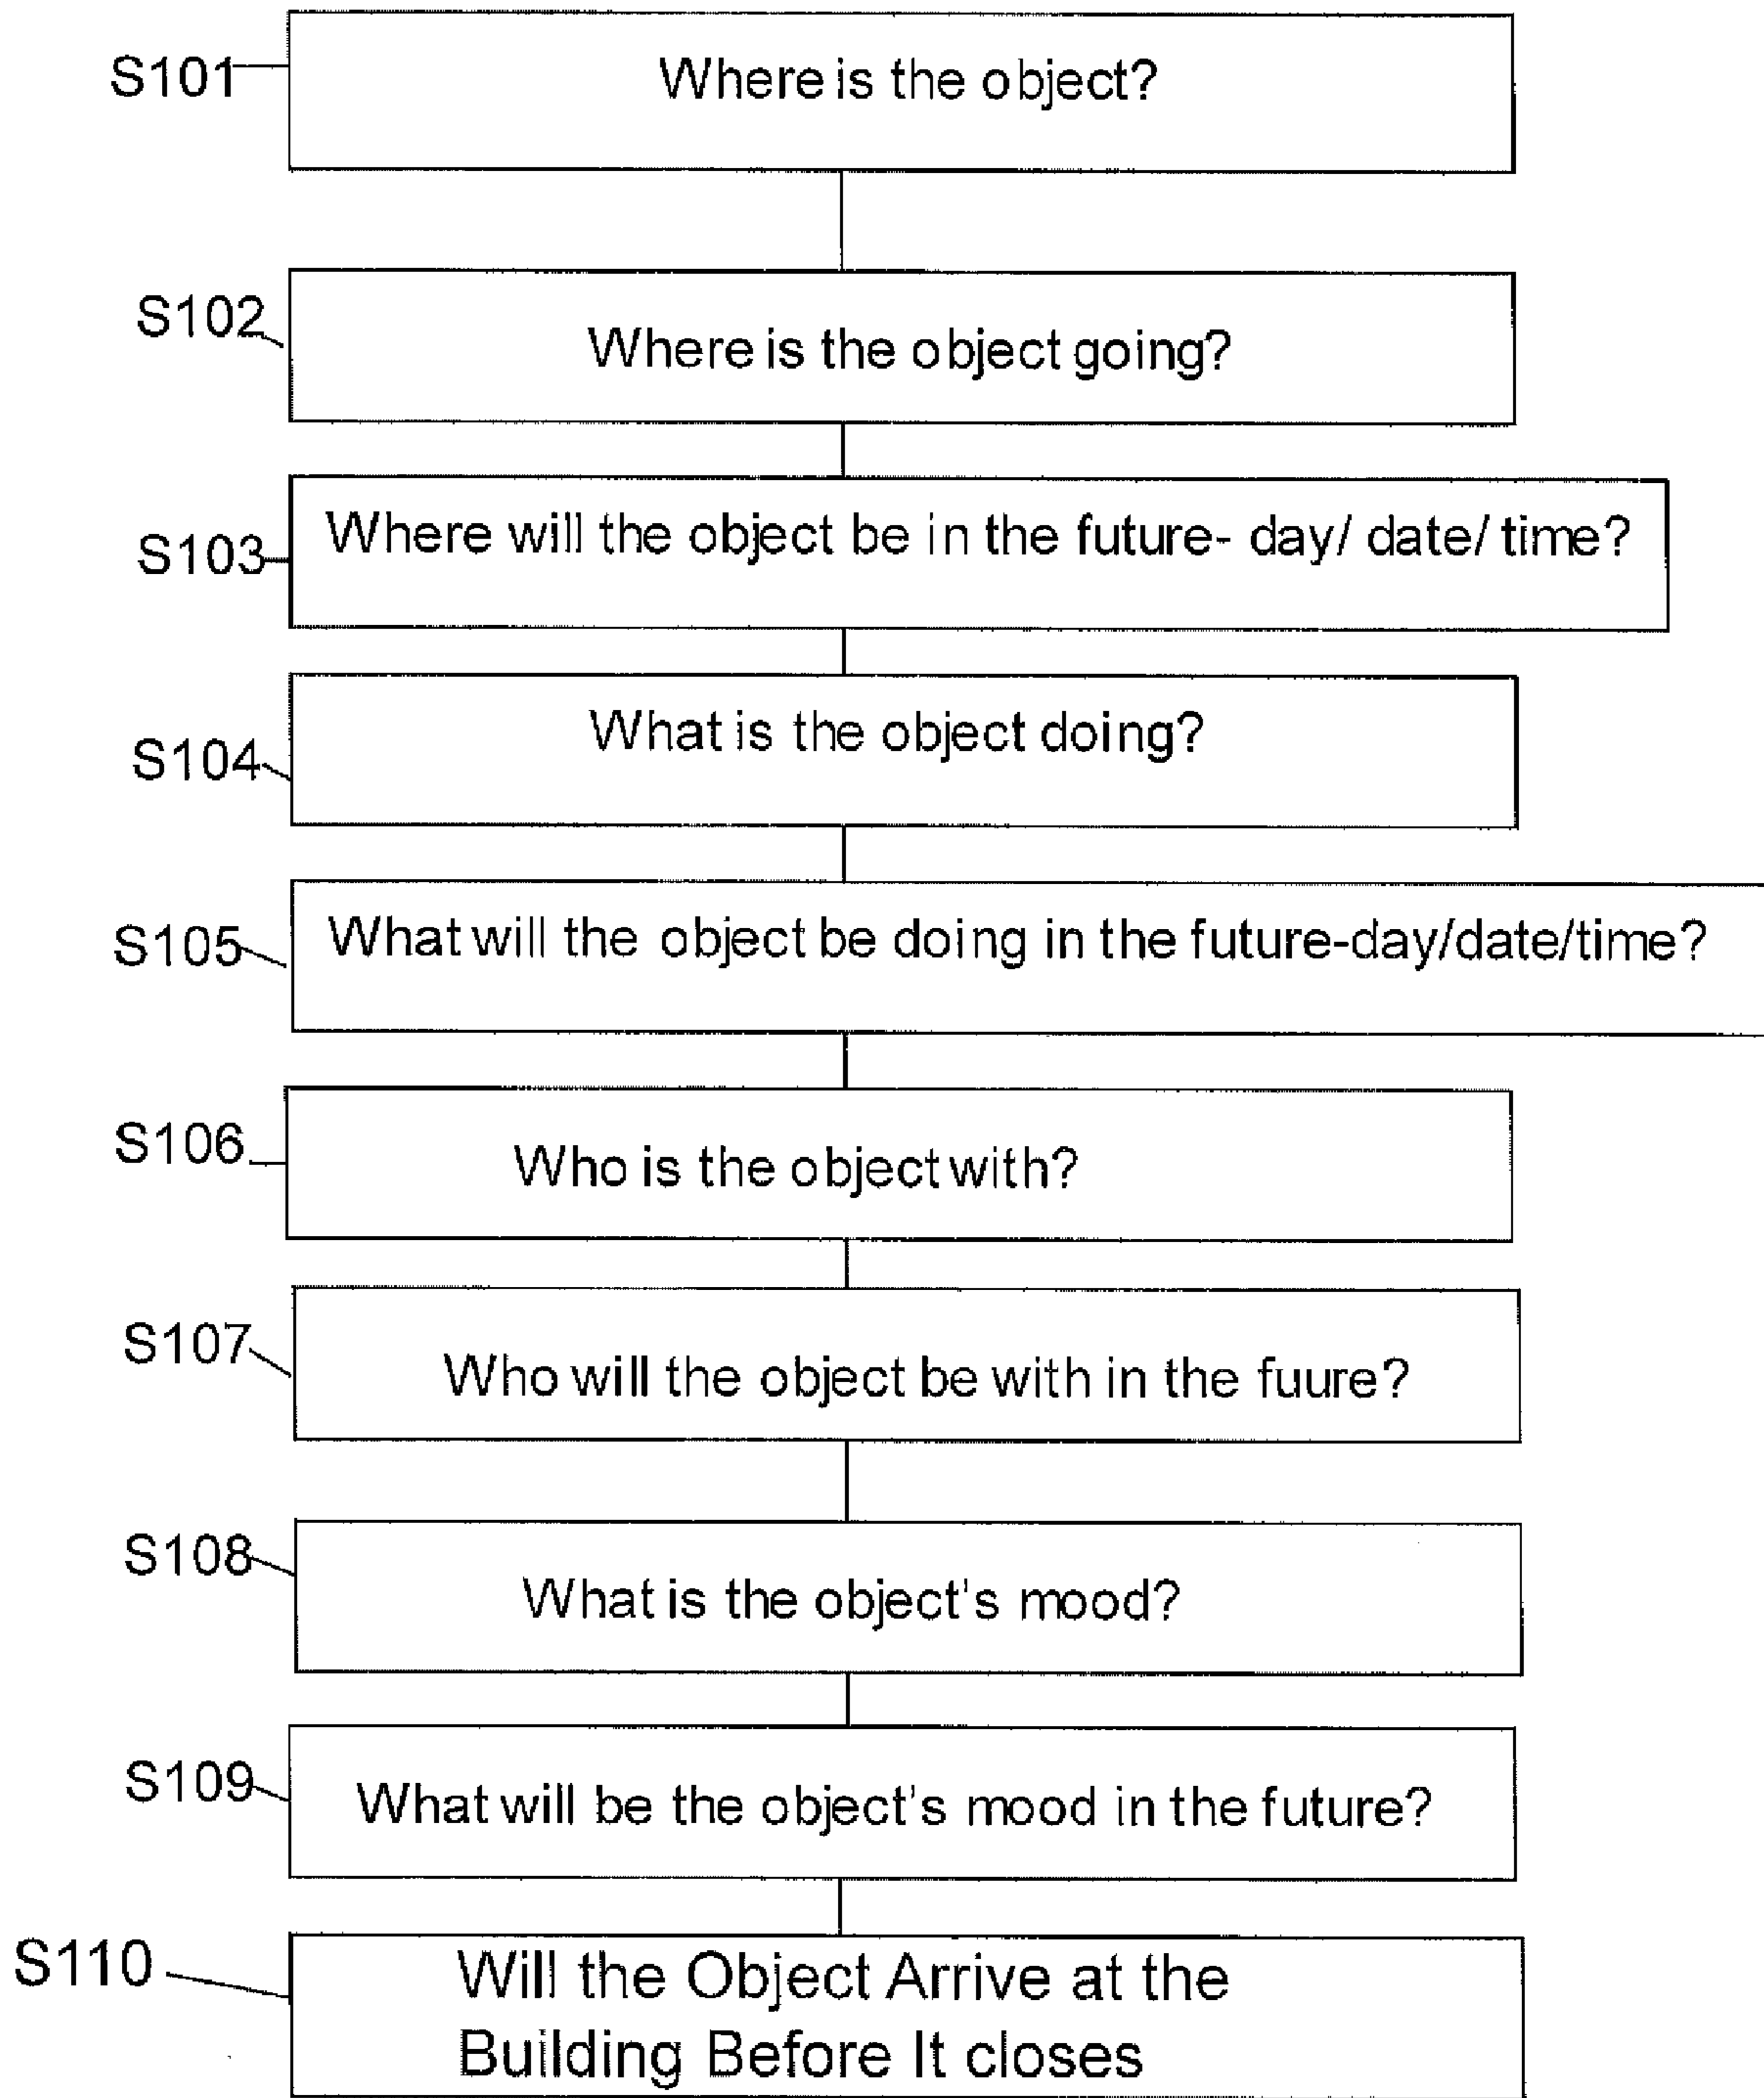 S101
Where is the object?
S102
Where is the object going?
S103
Where will the object be in the future- day/ date/ time?
S104
What is the object doing?
S105
What will the object be doing in the future-day/date/time?
S106
Who is the object with?
S107
Who will the object be with in the fuure?
S108
What is the object's mood?
S109
What will be the object's mood in the future?
S110
Will the Object Arrive at the
Building Before It closes